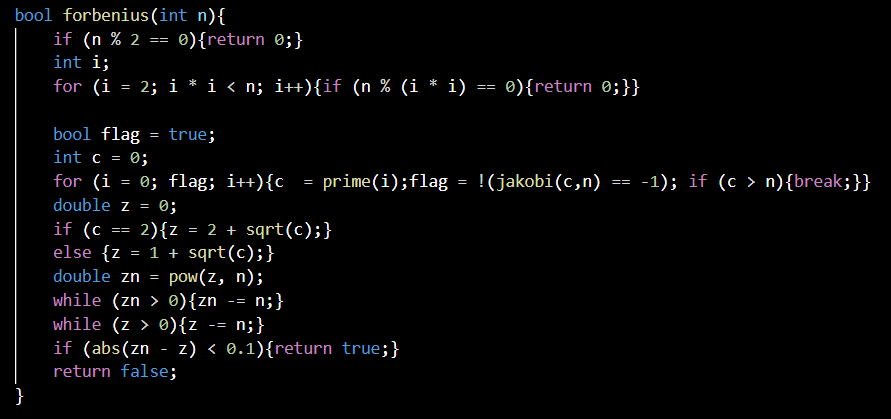 bool forbenius(int n){
    if (n % 2 == 0){return 0;}
    int i;
    for (i = 2; i * i < n; i++){if (n % (i * i) == 0){return 0;}}

    bool flag = true;
    int c = 0;
    for (i = 0; flag; i++){c  = prime(i);flag = !(jakobi(c,n) == -1); if (c > n){break;}}
    double z = 0;
    if (c == 2){z = 2 + sqrt(c);}
    else {z = 1 + sqrt(c);}
    double zn = pow(z, n);
    while (zn > 0){zn -= n;}
    while (z > 0){z -= n;}
    if (abs(zn - z) < 0.1){return true;}
    return false;
}